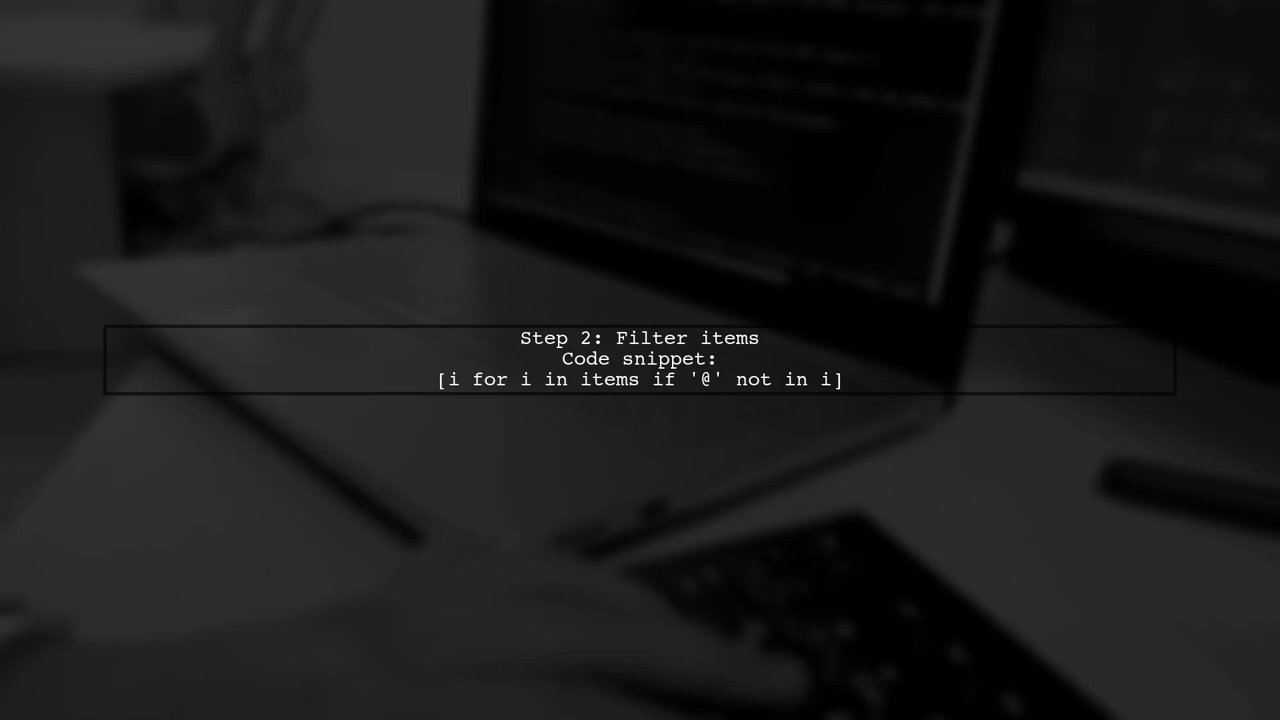 Step 2: Filter items
Code snippet:
[i for i in items if '@' not in i]